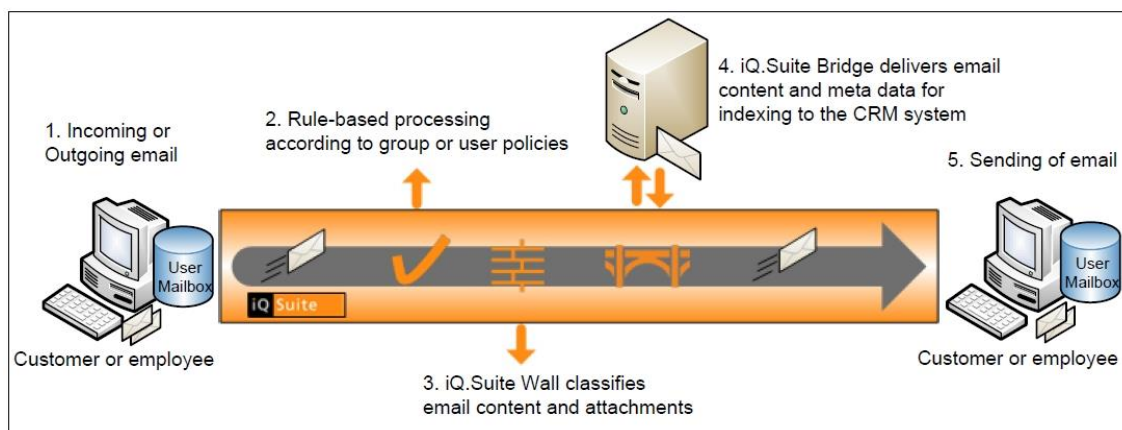 1. Incoming or
Outgoing email
2. Rule-based processing
according to group or user policies
4. iQ.Suite Bridge delivers email
content and meta data for
indexing to the CRM system
5. Sending of email
User
Mailbox
iQ Suite
User
Mailbox
Customer or employee
3. iQ.Suite Wall classifies
email content and attachments
Customer or employee